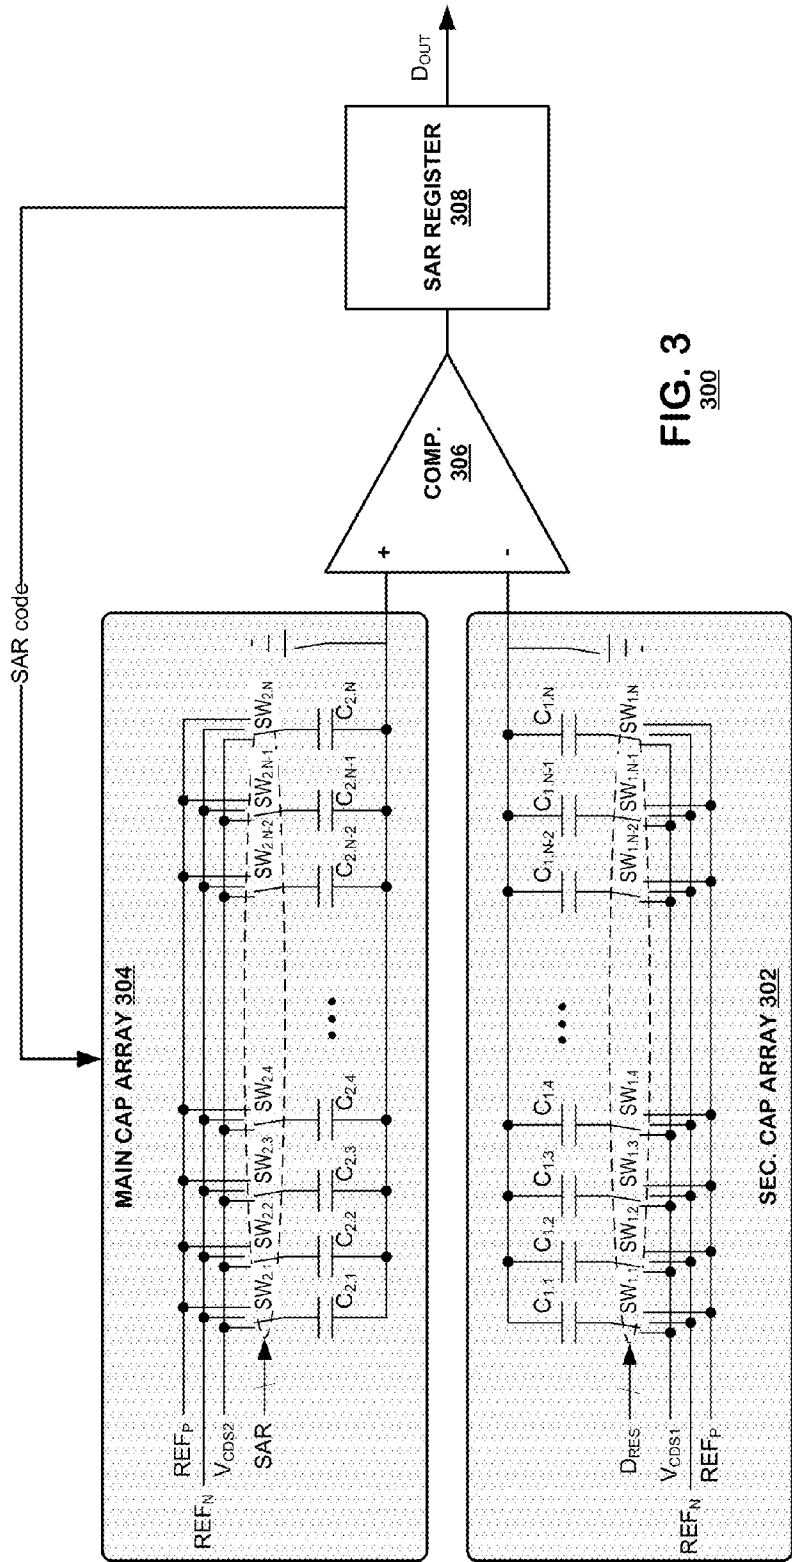 SAR code
MAIN CAP ARRAY 304
REFP
REFN
VCDS2
SAR
SW2.1
SW2.2
SW2.3
SW2.4
SW2.N-2
SW2.N-1
SW2.N
C2.1
C2.2
C2.3
C2.4
C2.N-2
C2.N-1
C2.N
SEC. CAP ARRAY 302
C1.1
C1.2
C1.3
C1.4
C1.N-2
C1.N-1
C1.N
SW1.1
SW1.2
SW1.3
SW1.4
SW1.N-2
SW1.N-1
SW1.N
DRES
VCDS1
REFP
REFN
+
-
COMP.
306
SAR REGISTER
308
DOUT
FIG. 3
300